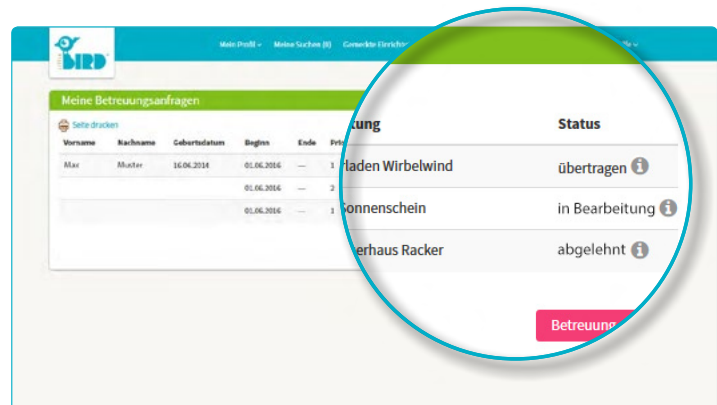 BIRD
Mein Profil Meine Suchen (0) Gemerkte
Meine Betreuungsanfragen
Seite drucken
Vorname Nachname Geburtsdatum Beginn Ende
tung Status
Max Muster 16.06.2014 01.06.2016 — 1
laden Wirbelwind übertragen
01.06.2016 — 2
Sonnenschein in Bearbeitung
01.06.2016 — 1
erhaus Racker abgelehnt
Betreuung